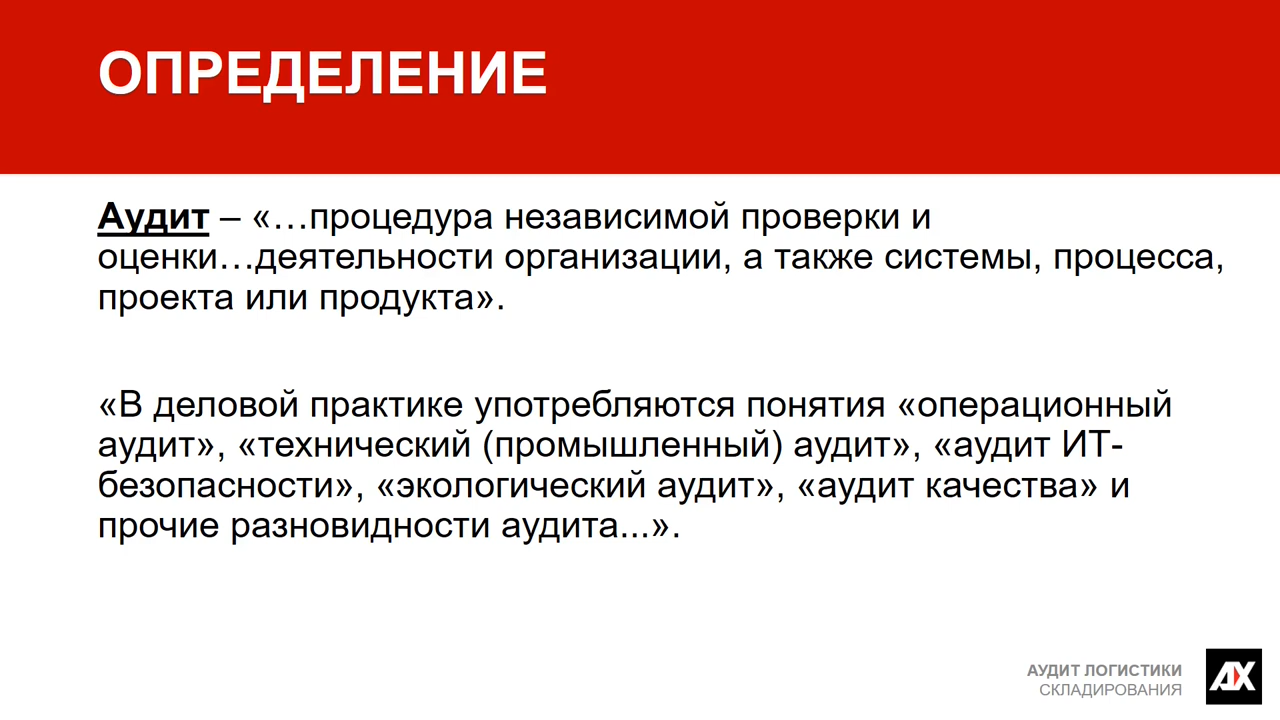 ОПРЕДЕЛЕНИЕ
Аудит – «…процедура независимой проверки и
оценки…деятельности организации, а также системы, процесса,
проекта или продукта».
«В деловой практике употребляются понятия «операционный
аудит», «технический (промышленный) аудит», «аудит ИТ-
безопасности», «экологический аудит», «аудит качества» и
прочие разновидности аудита...».
АУДИТ ЛОГИСТИКИ
СКЛАДИРОВАНИЯ